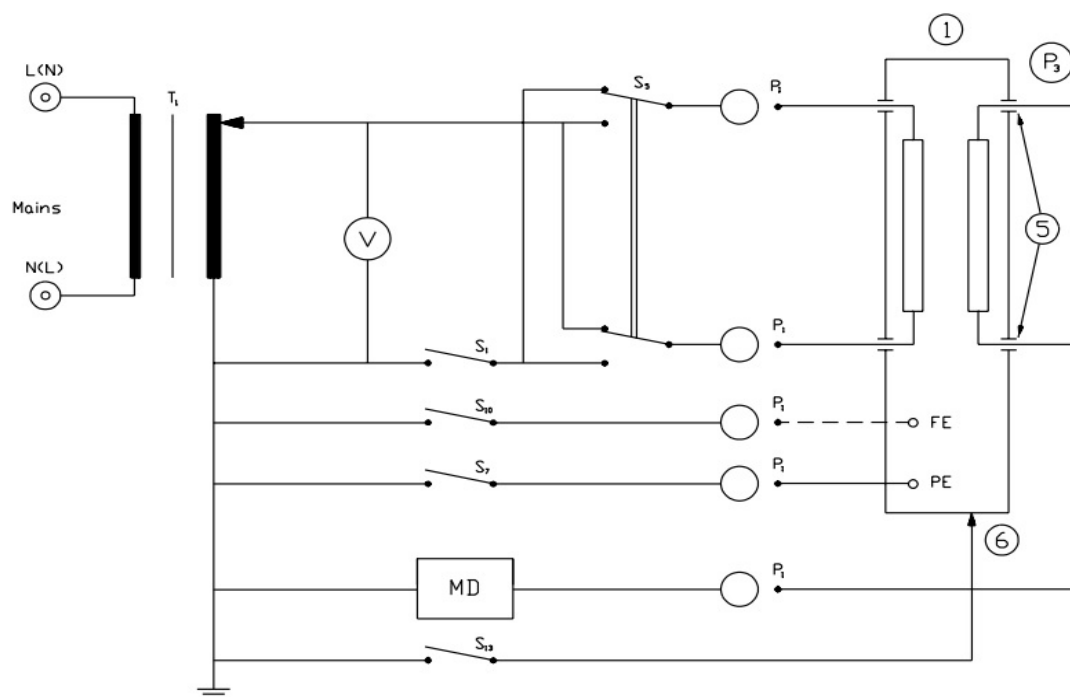 L(N)
T₁
Mains
N(L)
V
S₅
P₁
1
P₃
5
S₁
P₁
S₁₀
P₁
FE
S₇
P₁
PE
6
MD
P₁
S₁₃